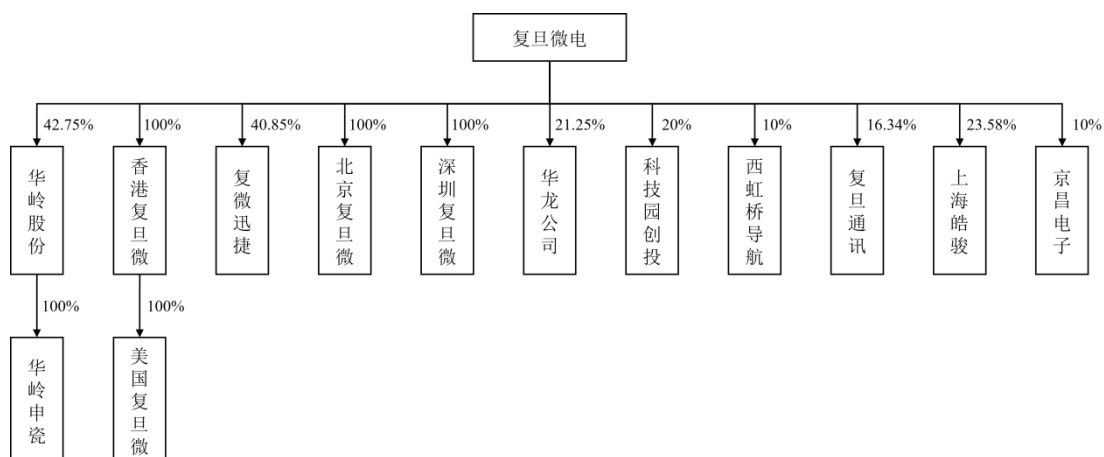 复旦微电
42.75%
100%
40.85%
100%
100%
21.25%
20%
10%
16.34%
23.58%
10%
华岭股份
香港复旦微
复微迅捷
北京复旦微
深圳复旦微
华龙公司
科技园创投
西虹桥导航
复旦通讯
上海皓骏
京昌电子
100%
100%
华岭申瓷
美国复旦微